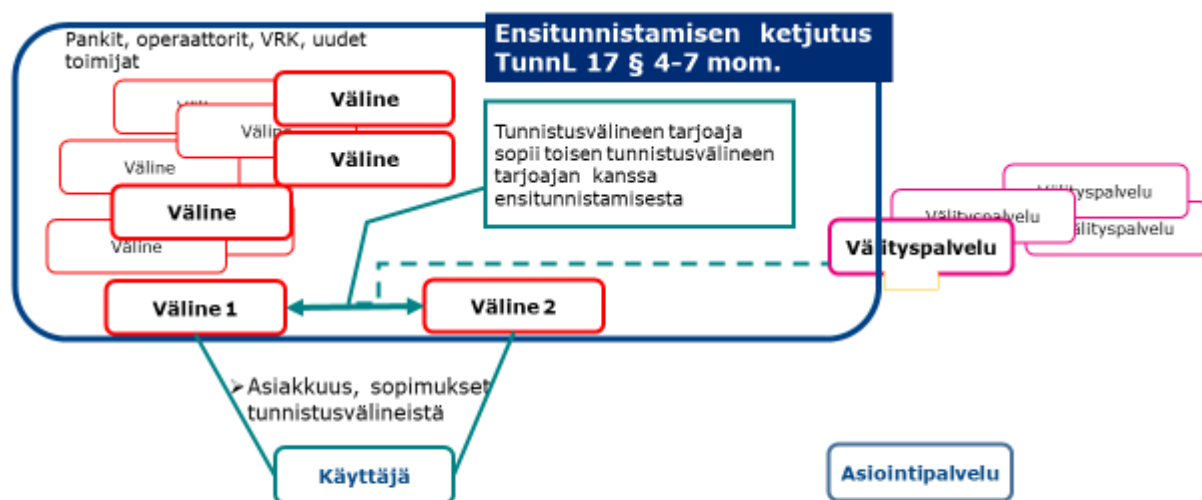 Ensitunnistamisen ketjutus
TunnL 17 § 4-7 mom.
Pankit, operaattorit, VRK, uudet
toimijat
Väline
Väline
Väline
Väline
Väline
Väline
Tunnistusvälineen tarjoaja
sopii toisen tunnistusvälineen
tarjoajan kanssa
ensitunnistamisesta
Välityspalvelu
Välityspalvelu
Välityspalvelu
Välityspalvelu
Väline 1
Väline 2
➢Asiakkuus, sopimukset
tunnistusvälineistä
Käyttäjä
Asiointipalvelu